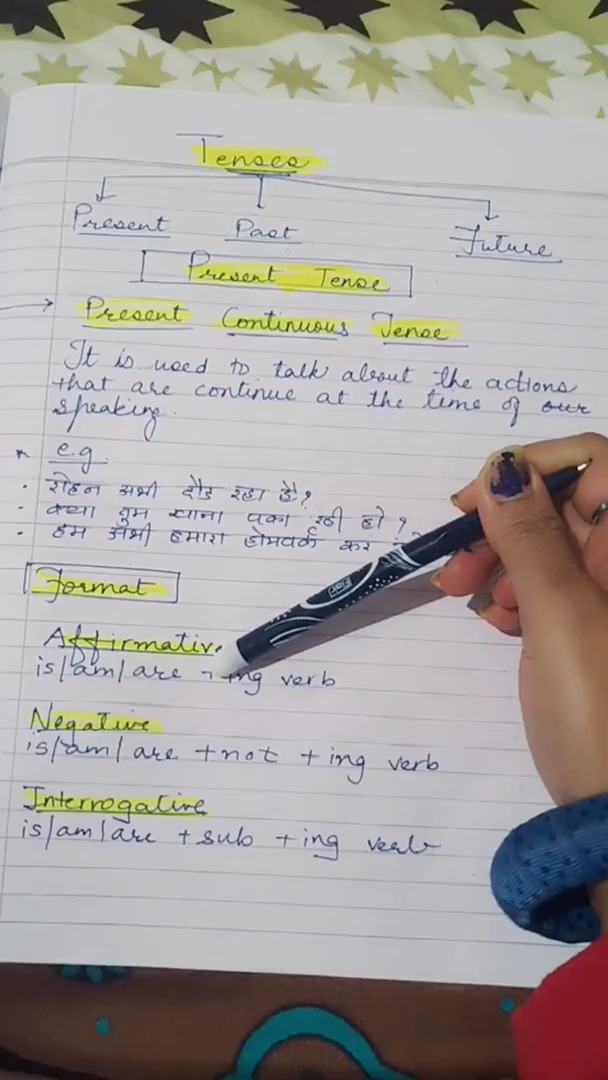 Tenses
Present Past Future
Present Tense
Present Continuous Tense
It is used to talk about the actions
that are continue at the time of our
speaking.
* eg.
. रोहन अभी दौड रहा है?
. क्या तुम खाना पका रही हो?
. हम अभी हमारा होमवर्क कर
Format
Affirmative
is/am/are + ing verb
Negative
is/am/are +not + ing verb
Interrogative
is/am/are +sub +ing verb
Flair